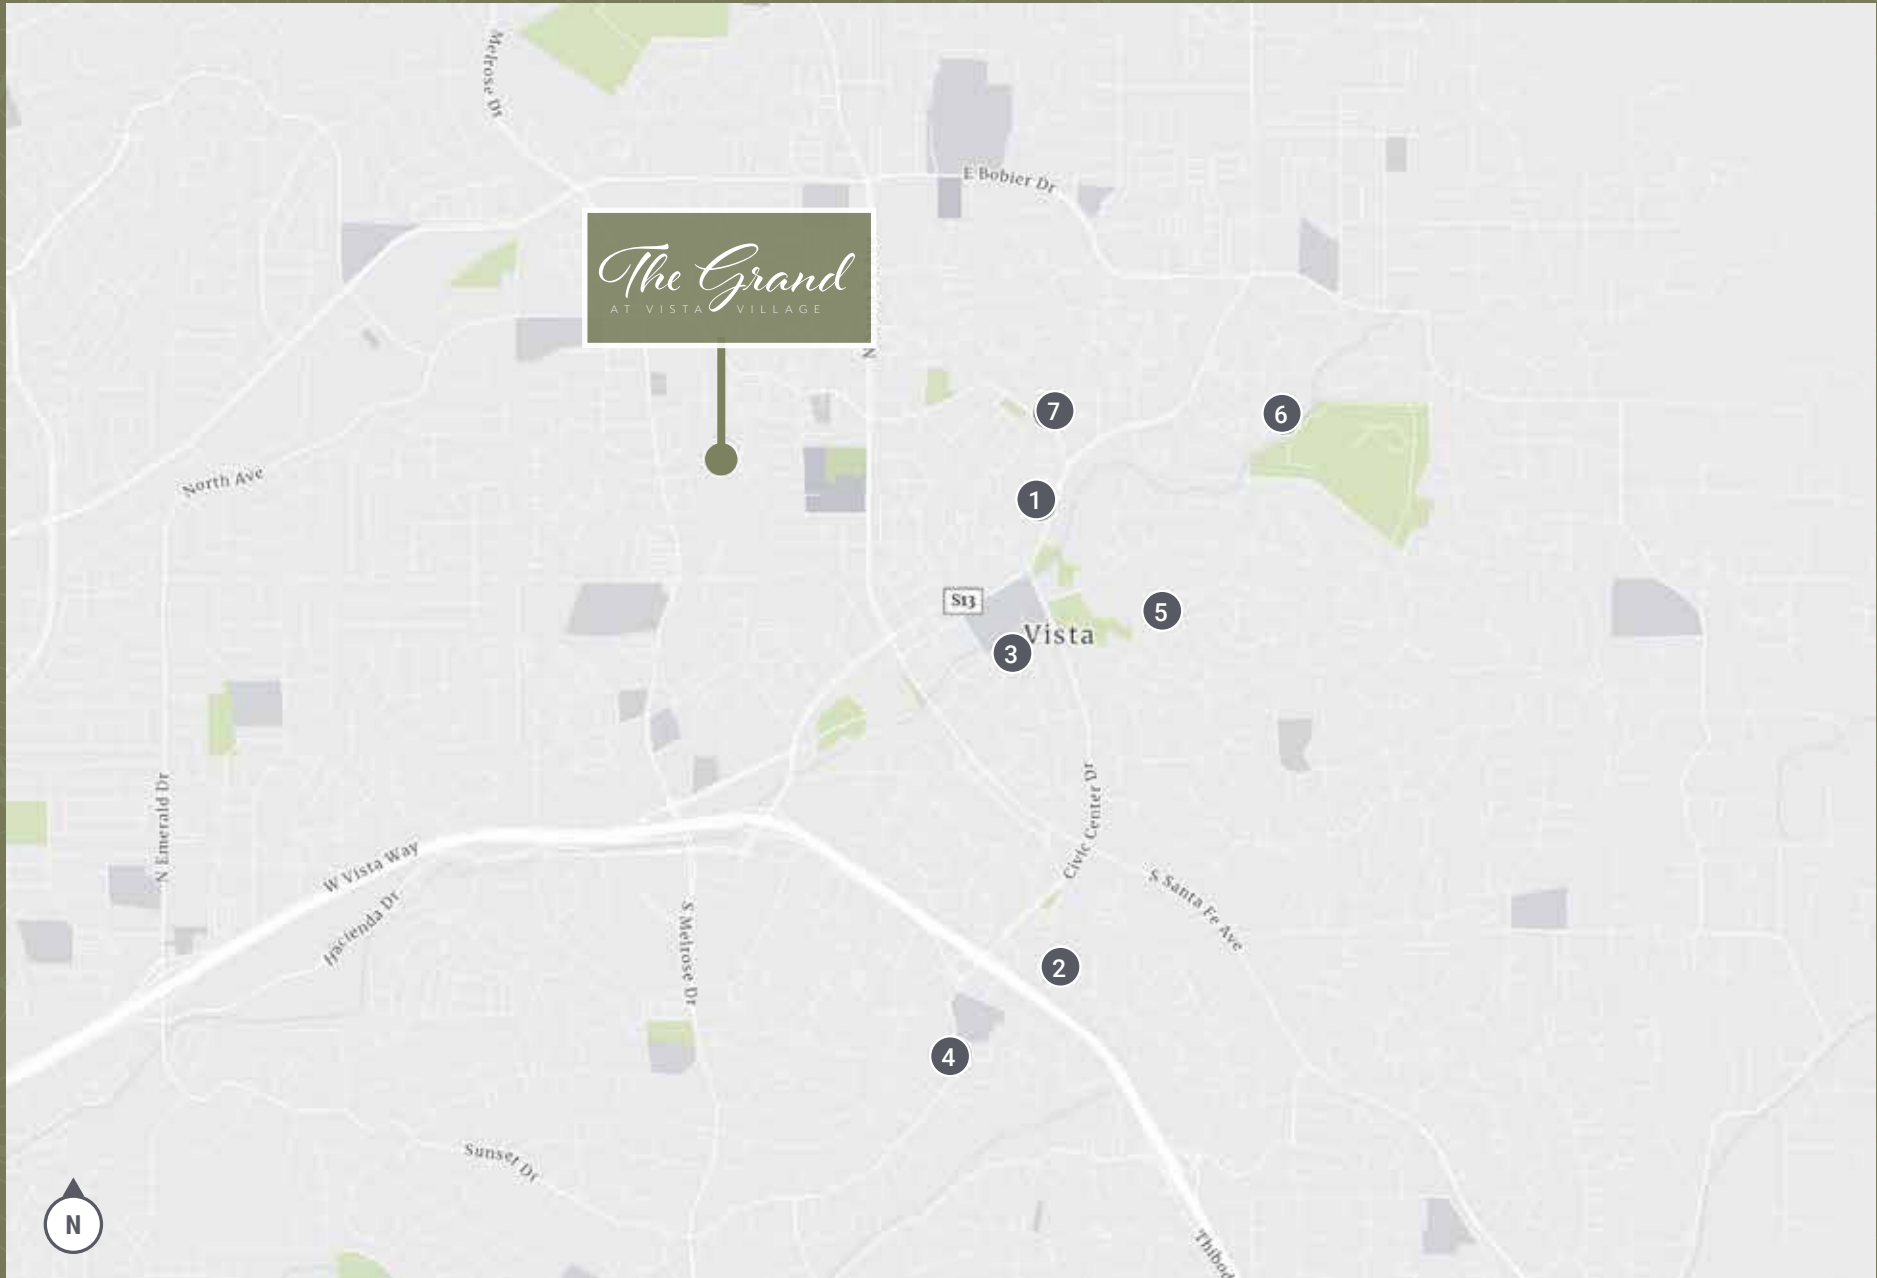 Melrose Dr
E Bobier Dr
The Grand
AT VISTA VILLAGE
N
7
6
North Ave
1
S13
5
Vista
3
N Emerald Dr
Civic Center Dr
W Vista Way
Hacienda Dr
S Santa Fe Ave
S Melrose Dr
2
4
Sunset Dr
N
Thibod